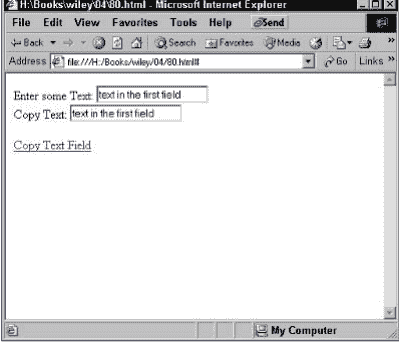 H:\Books\wiley\04\80.html - Microsoft Internet Explorer
File Edit View Favorites Tools Help Send
Back Search Favorites Media »
Address file:///H:/Books/wiley/04/80.html# Go Links »
Enter some Text: text in the first field
Copy Text: text in the first field
Copy Text Field
My Computer